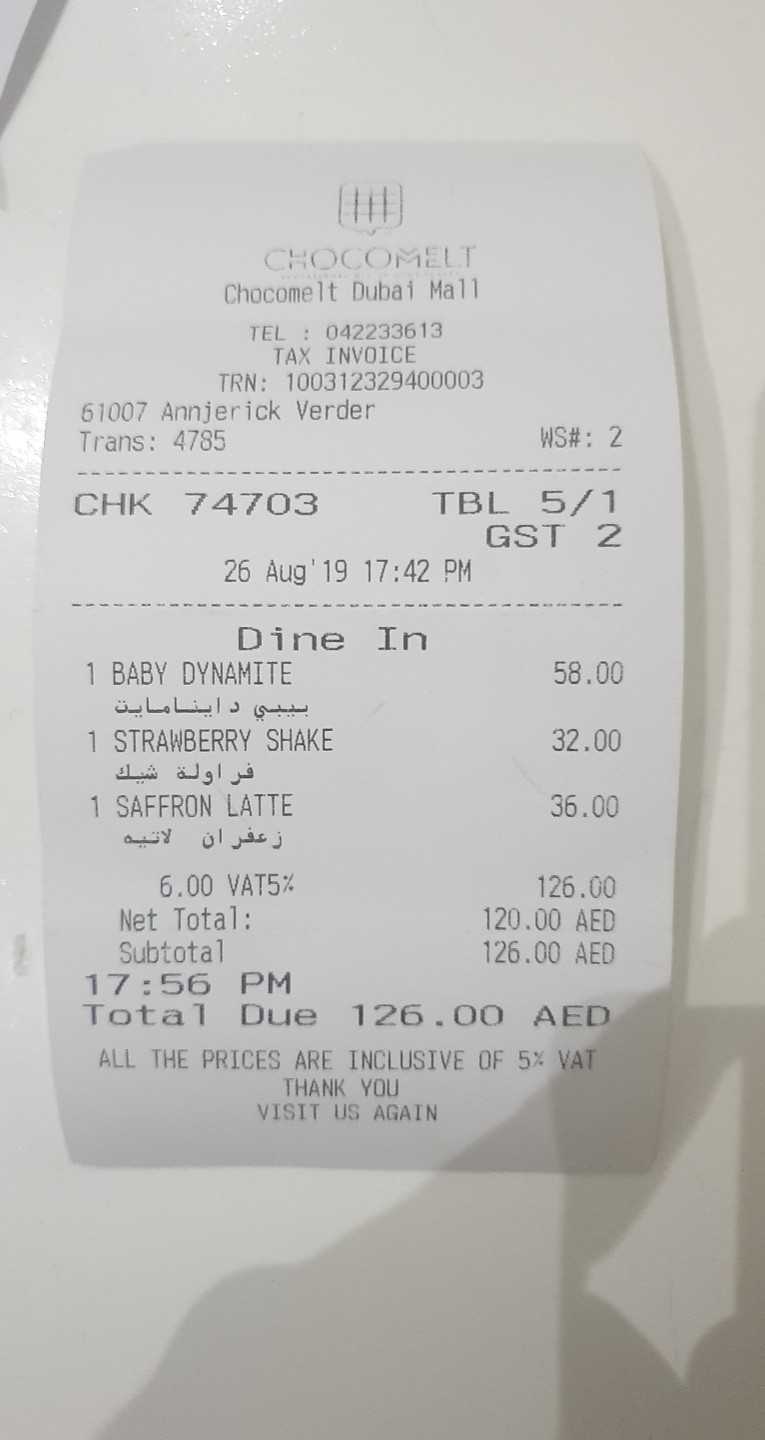 CHOCOMELT
Chocomelt Dubai Mall
TEL : 042233613
TAX INVOICE
TRN: 100312329400003
61007 Annjerick Verder
Trans: 4785 WS#: 2
CHK 74703 TBL 5/1
GST 2
26 Aug'19 17:42 PM
Dine In
1 BABY DYNAMITE 58.00
بيبي داينامايت
1 STRAWBERRY SHAKE 32.00
فراولة شيك
1 SAFFRON LATTE 36.00
زعفران لاتيه
6.00 VAT5% 126.00
Net Total: 120.00 AED
Subtotal 126.00 AED
17:56 PM
Total Due 126.00 AED
ALL THE PRICES ARE INCLUSIVE OF 5% VAT
THANK YOU
VISIT US AGAIN